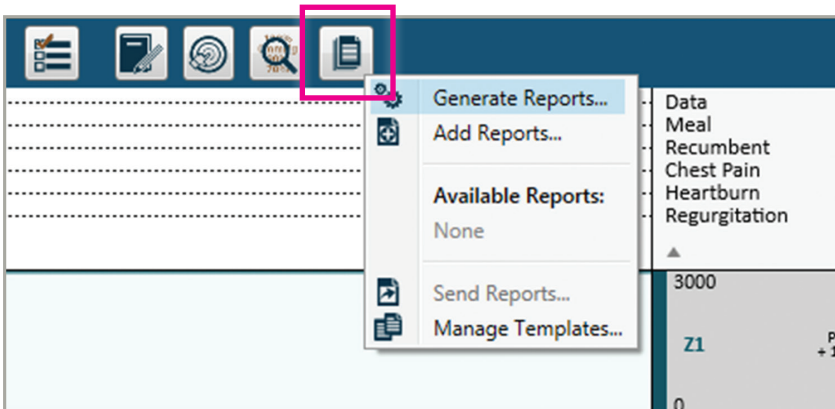 Generate Reports...
Add Reports...
Available Reports:
None
Send Reports...
Manage Templates...
Data
Meal
Recumbent
Chest Pain
Heartburn
Regurgitation
3000
Z1
P
+ 1
0